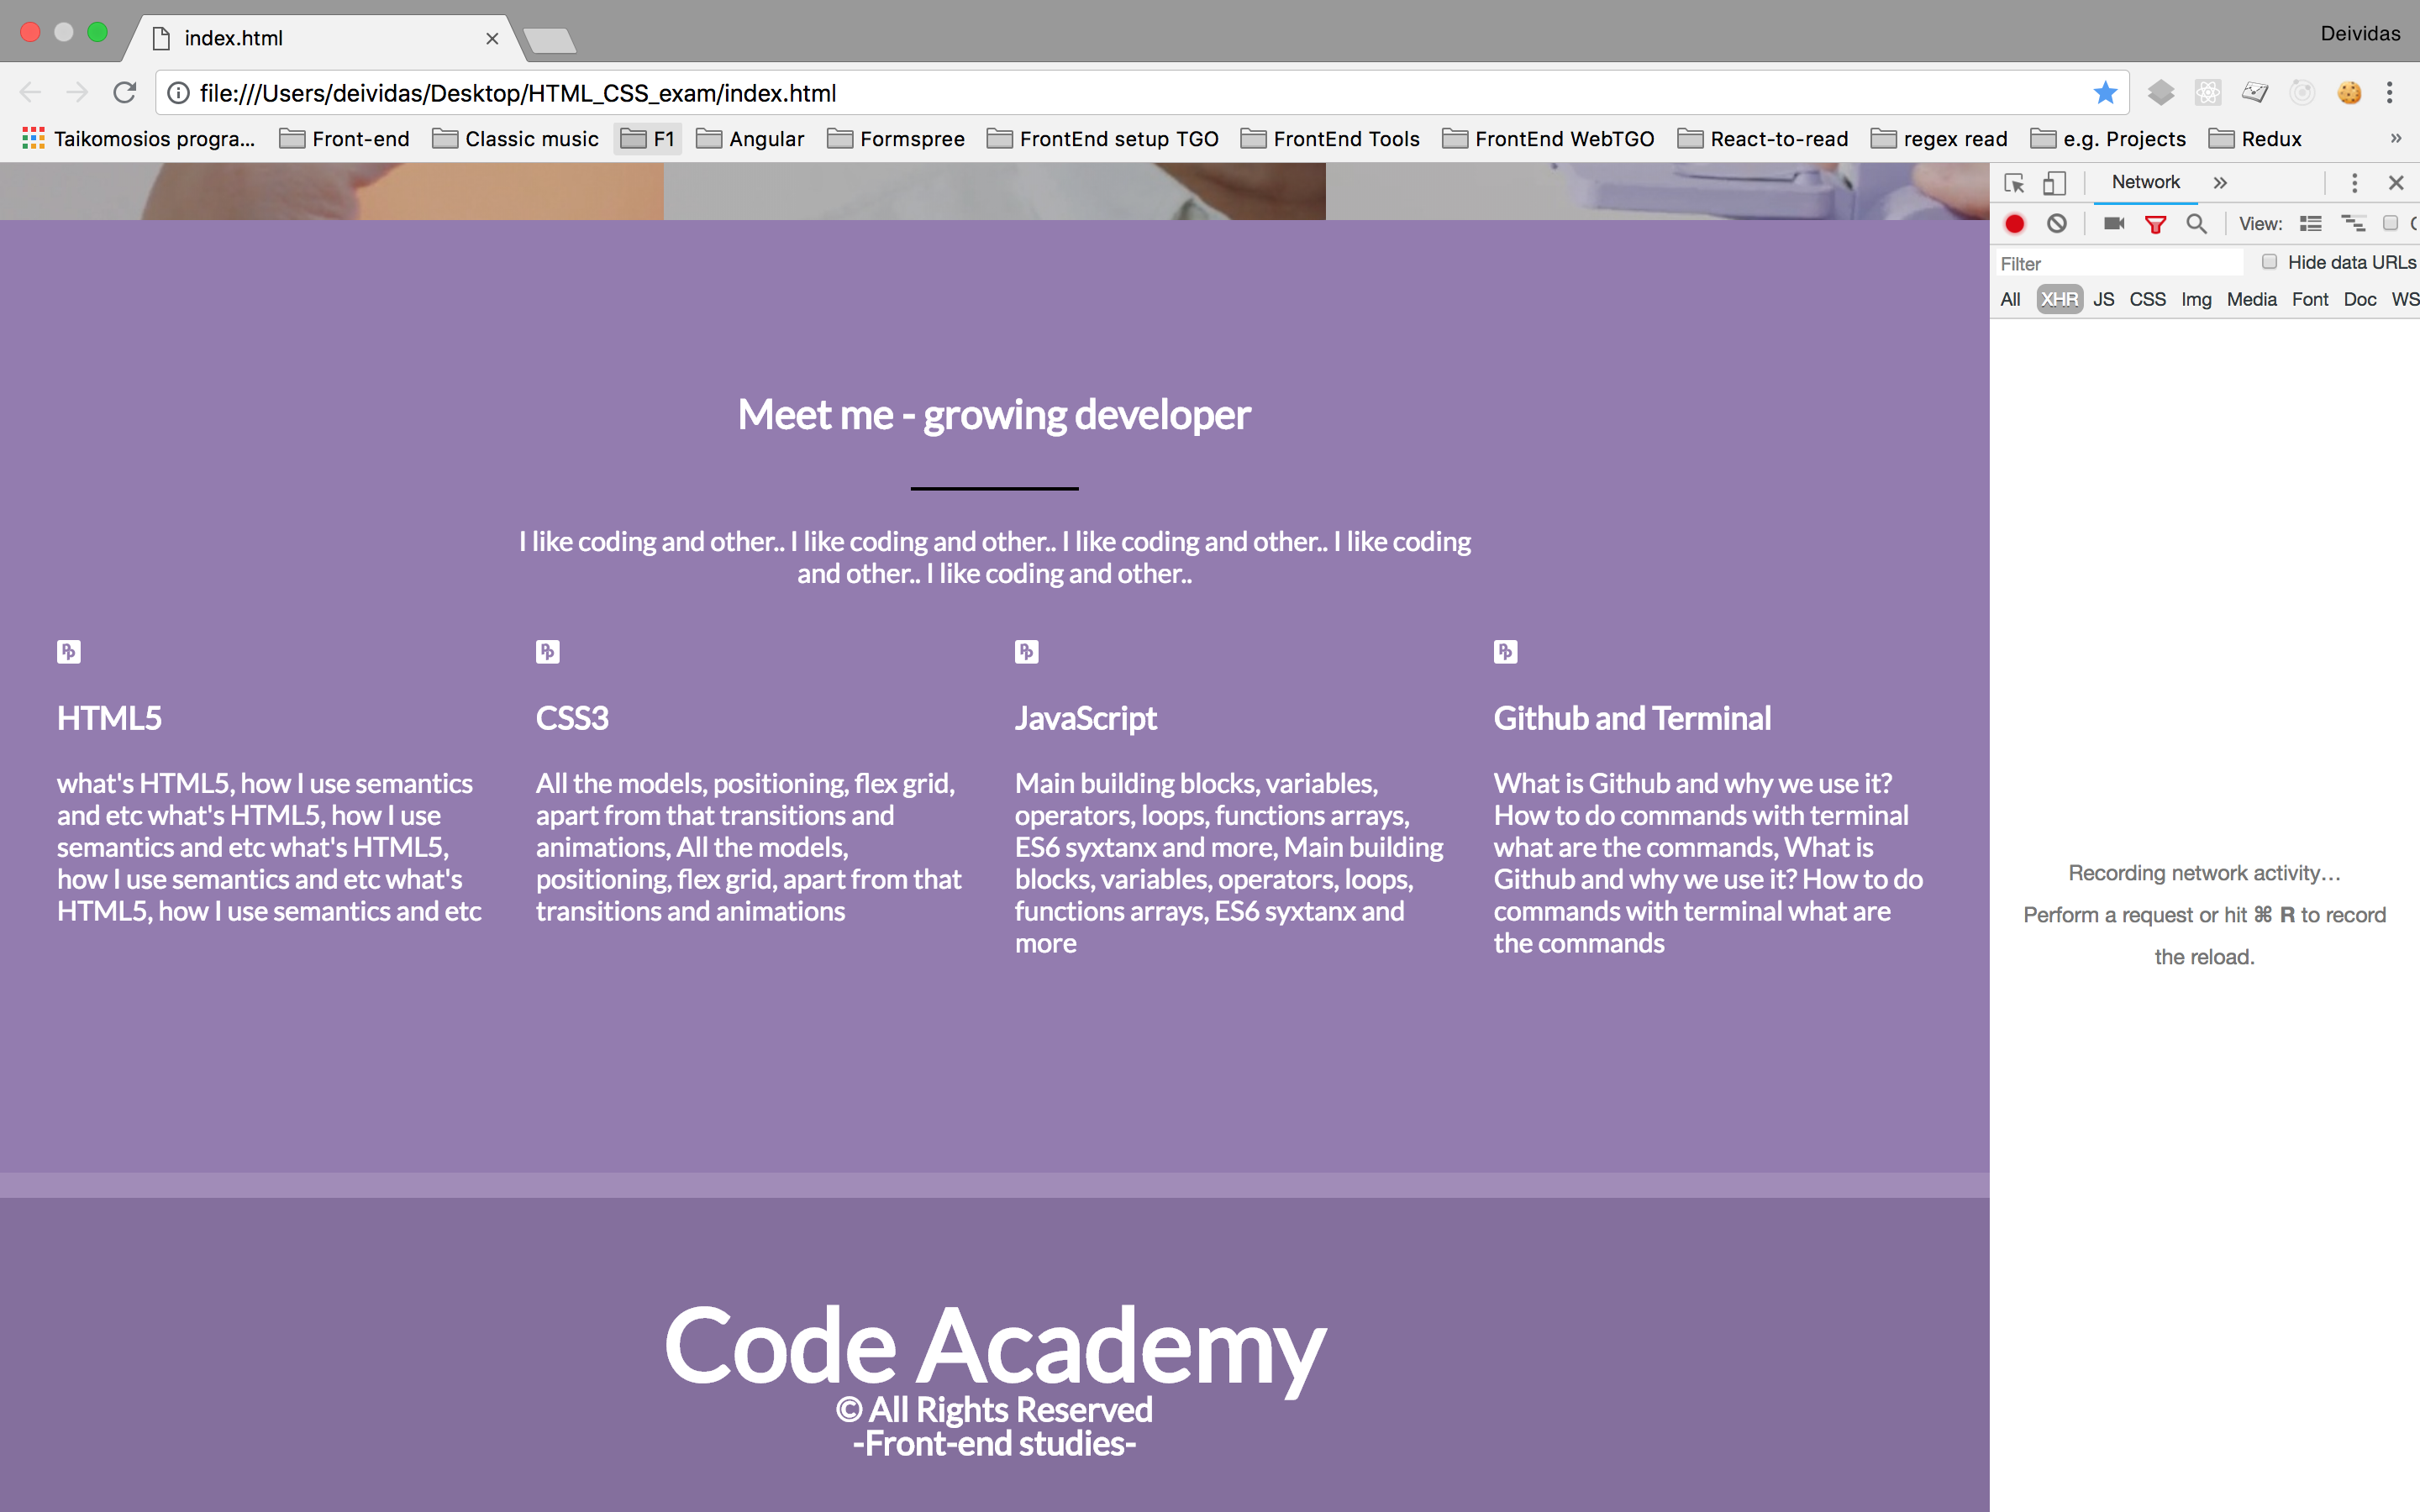 index.html
Deividas
file:///Users/deividas/Desktop/HTML_CSS_exam/index.html
Taikomosios progra... Front-end Classic music F1 Angular Formspree FrontEnd setup TGO FrontEnd Tools FrontEnd WebTGO React-to-read regex read e.g. Projects Redux »
Network »
View:
Filter Hide data URLs
All XHR JS CSS Img Media Font Doc WS
Meet me - growing developer
I like coding and other.. I like coding and other.. I like coding and other.. I like coding
and other.. I like coding and other..
HTML5
what's HTML5, how I use semantics
and etc what's HTML5, how I use
semantics and etc what's HTML5,
how I use semantics and etc what's
HTML5, how I use semantics and etc
CSS3
All the models, positioning, flex grid,
apart from that transitions and
animations, All the models,
positioning, flex grid, apart from that
transitions and animations
JavaScript
Main building blocks, variables,
operators, loops, functions arrays,
ES6 syxtanx and more, Main building
blocks, variables, operators, loops,
functions arrays, ES6 syxtanx and
more
Github and Terminal
What is Github and why we use it?
How to do commands with terminal
what are the commands, What is
Github and why we use it? How to do
commands with terminal what are
the commands
Recording network activity…
Perform a request or hit ⌘ R to record
the reload.
Code Academy
© All Rights Reserved
-Front-end studies-